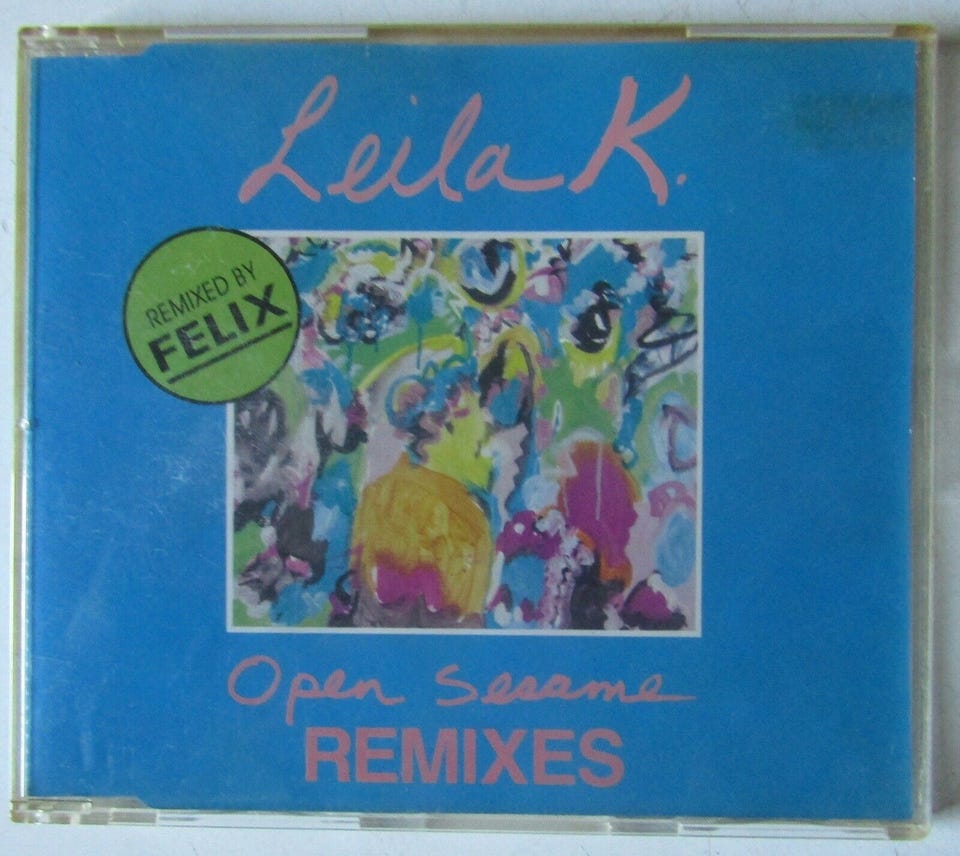 Leila K.
REMIXED BY
FELIX
Open Sesame
REMIXES